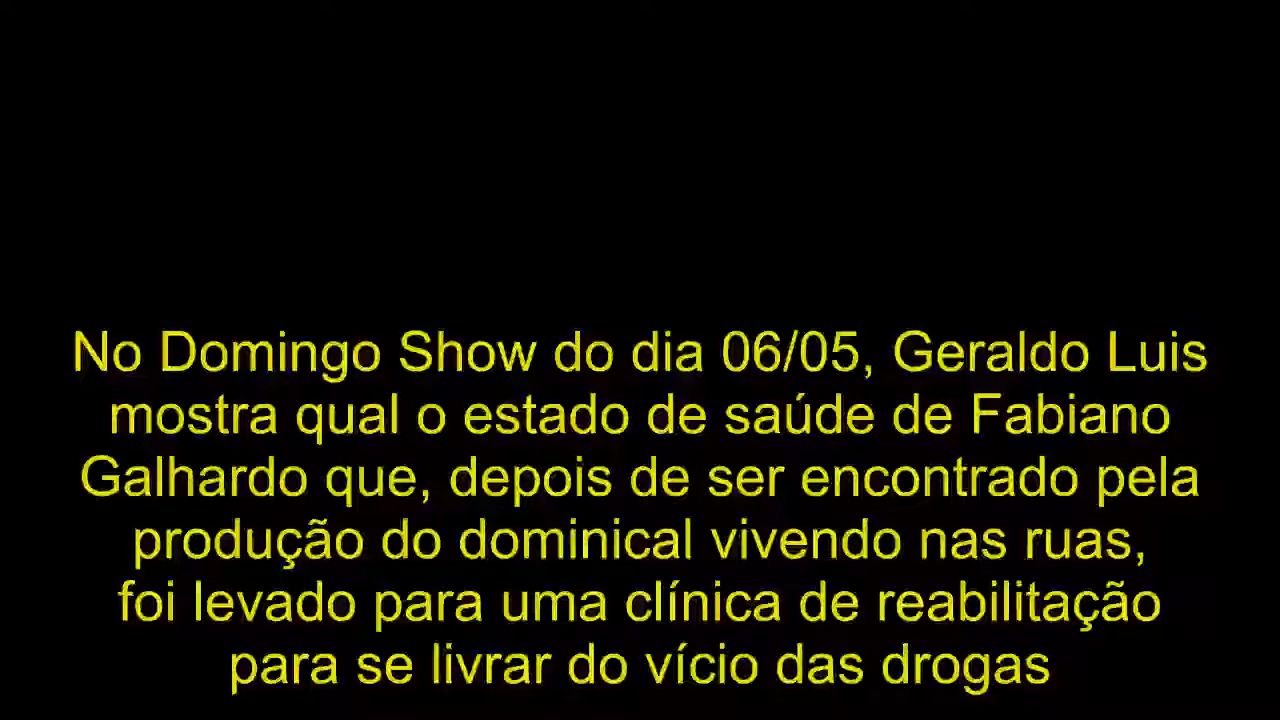 No Domingo Show do dia 06/05, Geraldo Luis
mostra qual o estado de saúde de Fabiano
Galhardo que, depois de ser encontrado pela
produção do dominical vivendo nas ruas,
foi levado para uma clínica de reabilitação
para se livrar do vício das drogas